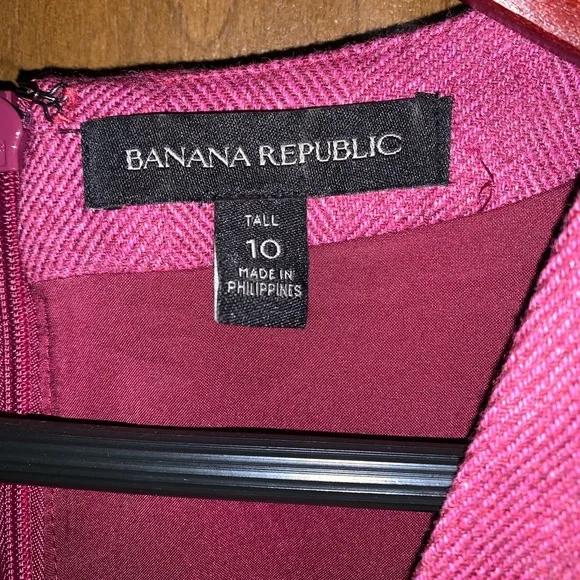 BANANA REPUBLIC
TALL
10
MADE IN
PHILIPPINES